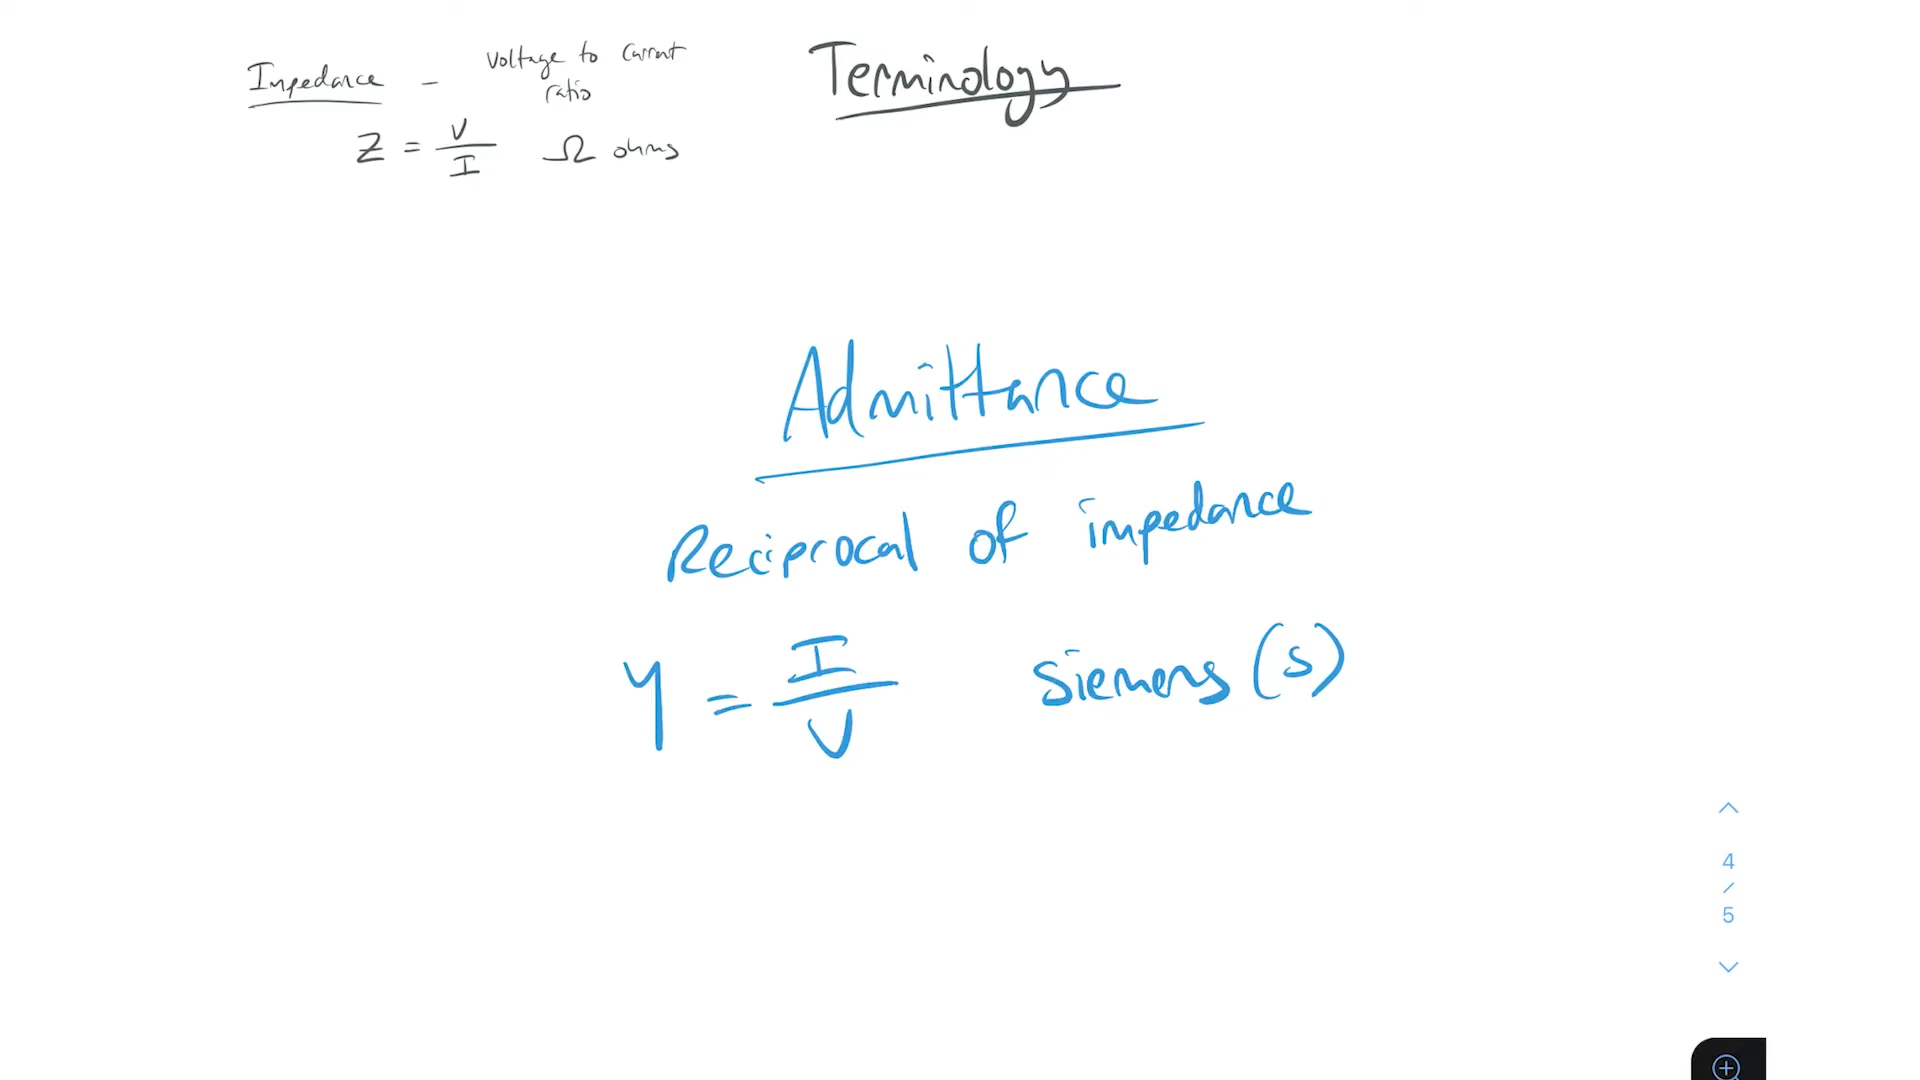 Impedance - Voltage to Current ratio
Z = V/I Ω ohms
Terminology
Admittance
Reciprocal of impedance
Y = I/V Siemens (s)
4
/
5